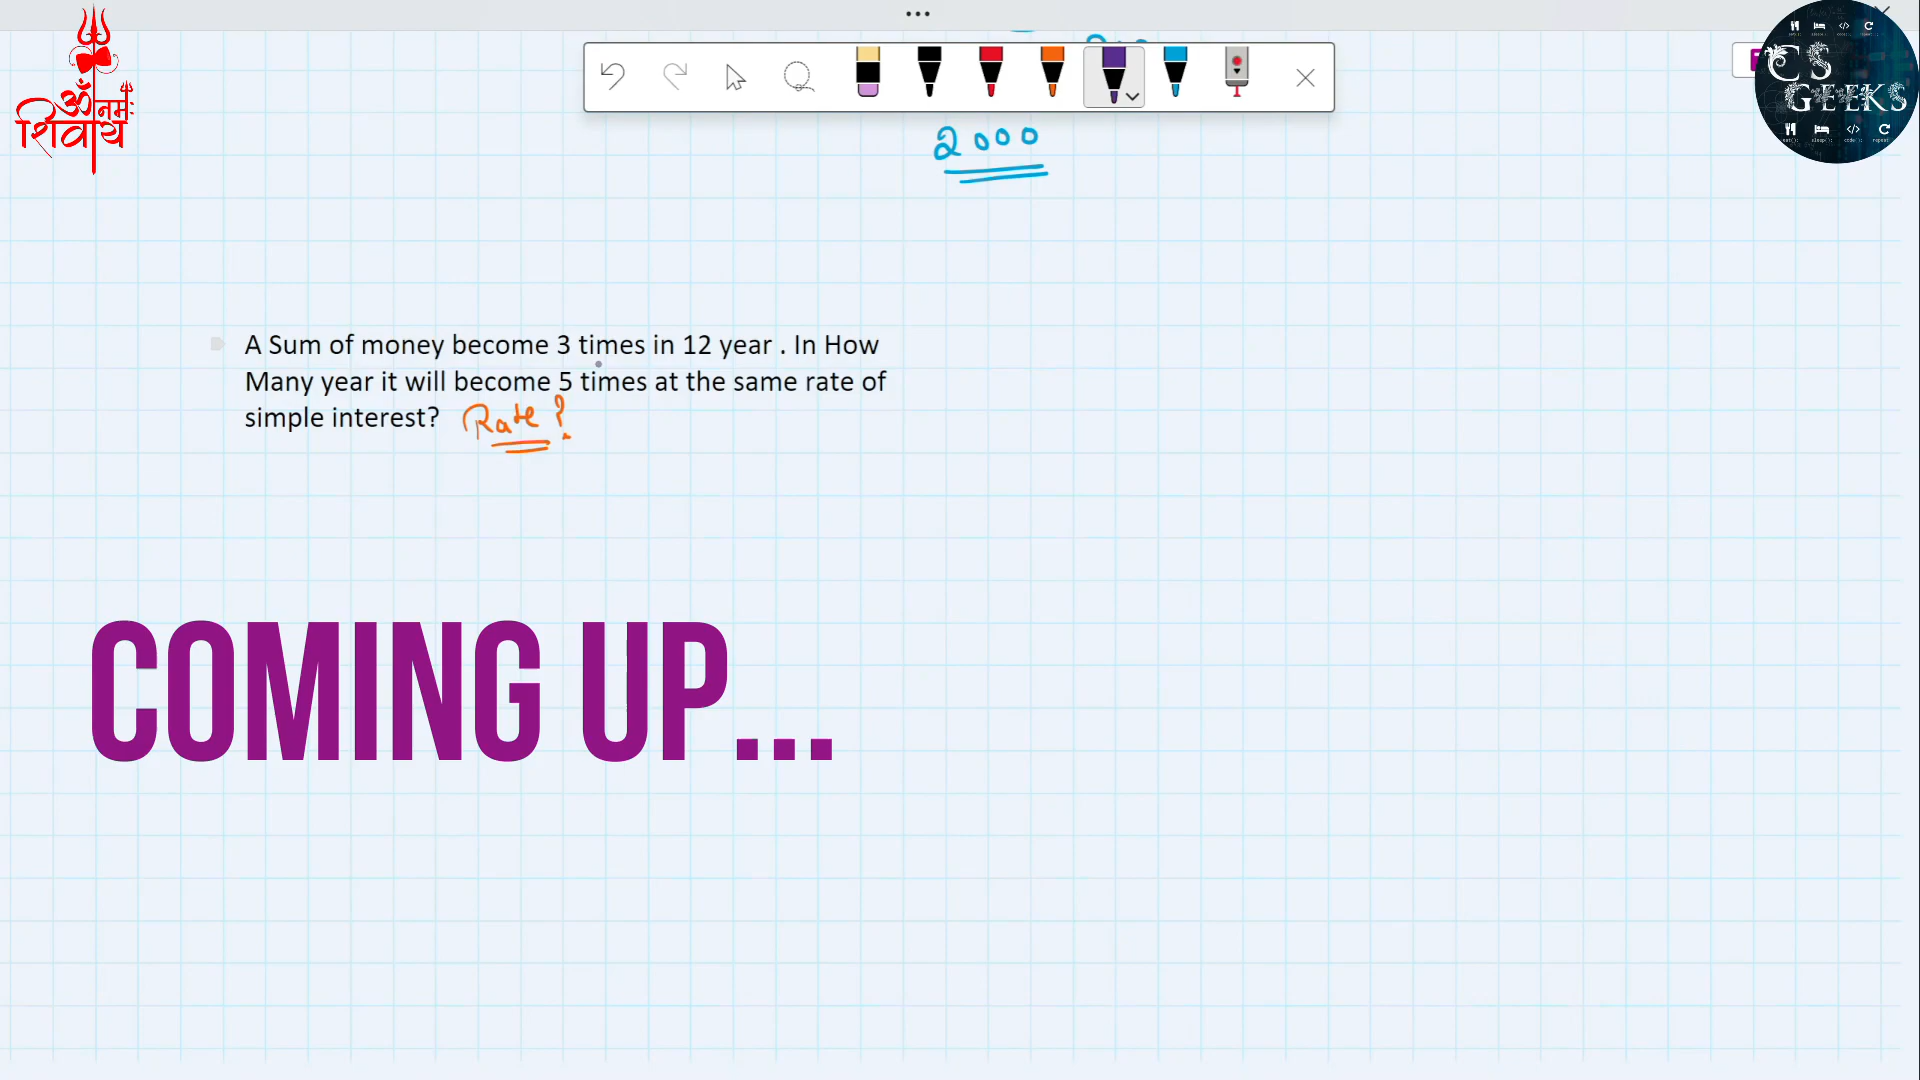 ॐ नमः
शिवाय
CS
GEEKS
2000
A Sum of money become 3 times in 12 year . In How
Many year it will become 5 times at the same rate of
simple interest? Rate ?
COMING UP...